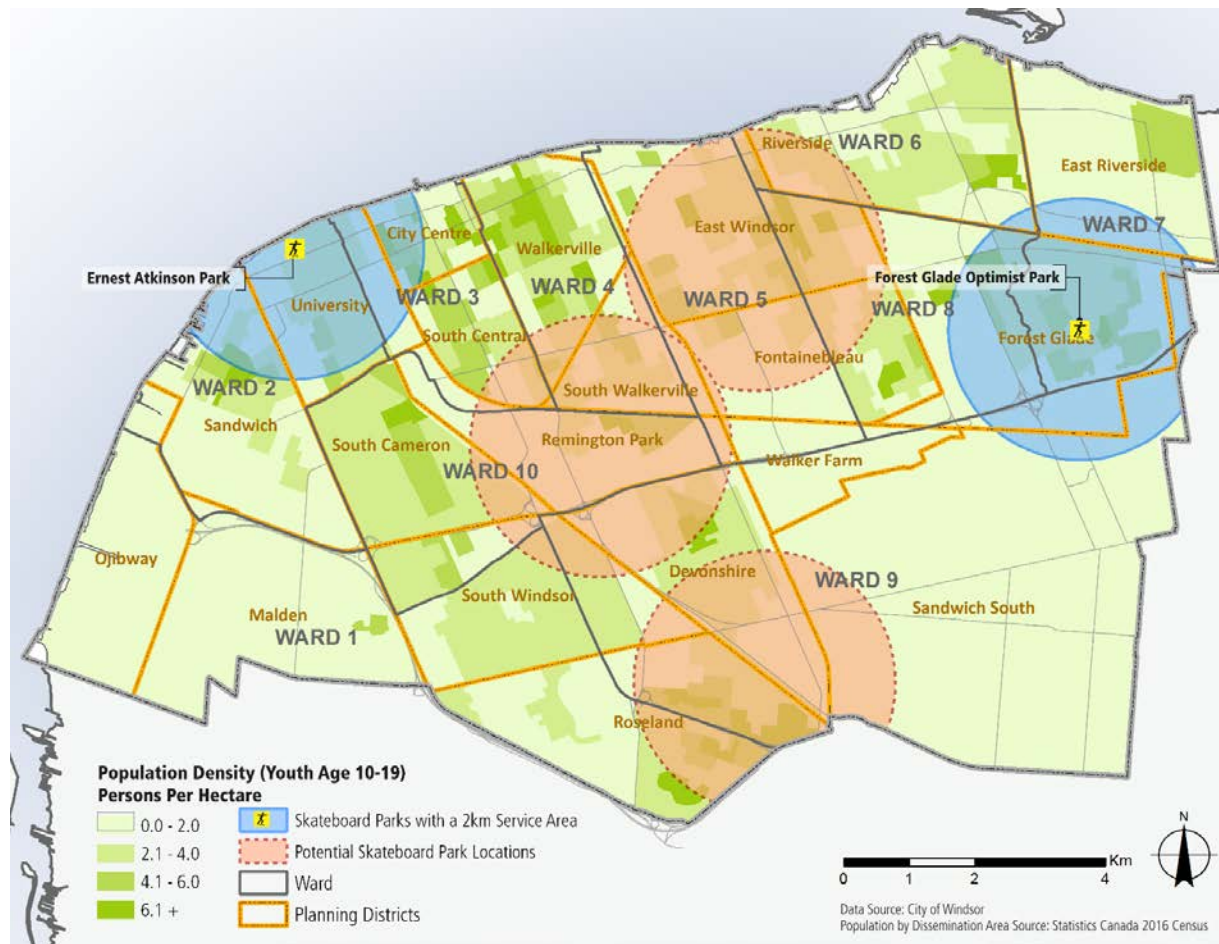 WARD 6
Riverside
East Riverside
WARD 7
East Windsor
City Centre
Walkerville
Ernest Atkinson Park
Forest Glade Optimist Park
University
WARD 3
WARD 4
WARD 5
WARD 8
South Central
Forest Glade
Fontainebleau
WARD 2
South Walkerville
Sandwich
South Cameron
Remington Park
WARD 10
Walker Farm
Ojibway
Devonshire
WARD 9
South Windsor
Sandwich South
Malden
WARD 1
Roseland
Population Density (Youth Age 10-19)
Persons Per Hectare
0.0 - 2.0
2.1 - 4.0
4.1 - 6.0
6.1 +
Skateboard Parks with a 2km Service Area
Potential Skateboard Park Locations
Ward
Planning Districts
N
Km
0 1 2 4
Data Source: City of Windsor
Population by Dissemination Area Source: Statistics Canada 2016 Census